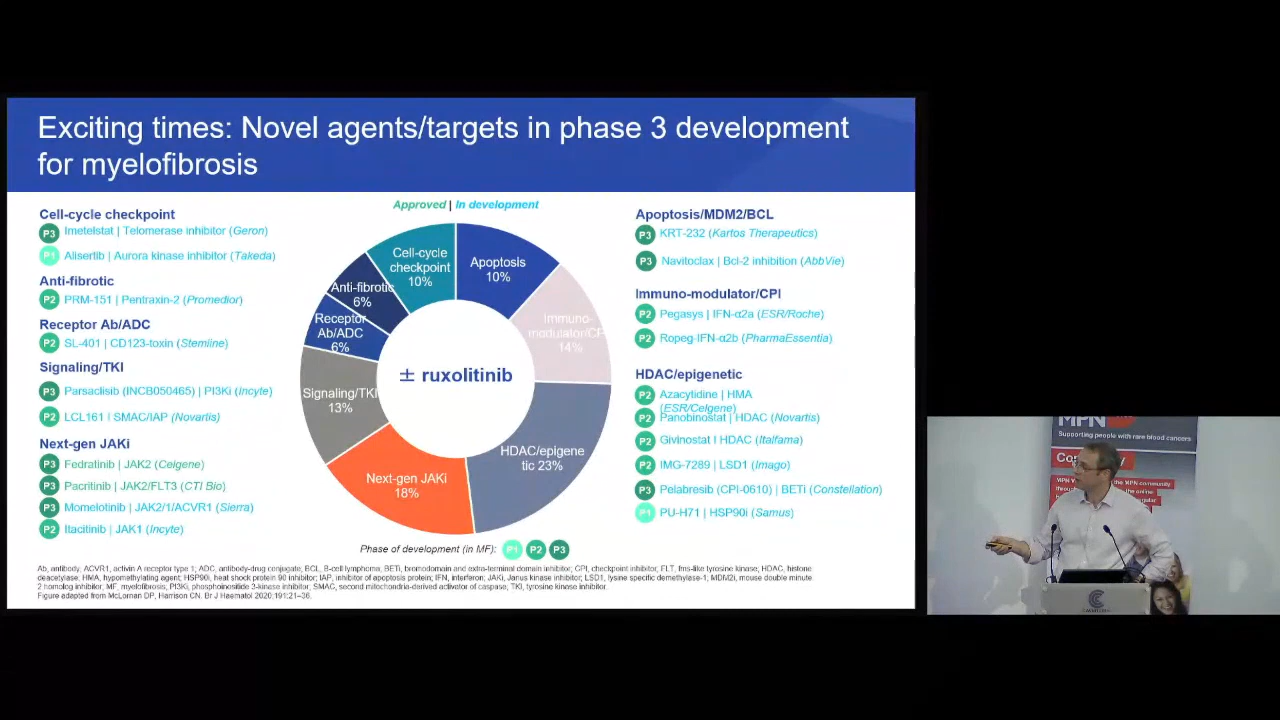 Exciting times: Novel agents/targets in phase 3 development
for myelofibrosis
Approved | In development
Cell-cycle checkpoint
P3 Imetelstat | Telomerase inhibitor (Geron)
P1 Alisertib | Aurora kinase inhibitor (Takeda)
Anti-fibrotic
P2 PRM-151 | Pentraxin-2 (Promedior)
Receptor Ab/ADC
P2 SL-401 | CD123-toxin (Stemline)
Signaling/TKI
P3 Parsaclisib (INCB050465) | PI3Ki (Incyte)
P2 LCL161 | SMAC/IAP (Novartis)
Next-gen JAKi
P3 Fedratinib | JAK2 (Celgene)
P3 Pacritinib | JAK2/FLT3 (CTI Bio)
P3 Momelotinib | JAK2/1/ACVR1 (Sierra)
P2 Itacitinib | JAK1 (Incyte)
Cell-cycle
checkpoint
10%
Apoptosis
10%
Anti-fibrotic
6%
Immuno-
modulator/CP
14%
Receptor
Ab/ADC
6%
± ruxolitinib
Signaling/TKI
13%
HDAC/epigene
tic 23%
Next-gen JAKi
18%
Phase of development (in MF): P1 P2 P3
Apoptosis/MDM2/BCL
P3 KRT-232 (Kartos Therapeutics)
P3 Navitoclax | Bcl-2 inhibition (AbbVie)
Immuno-modulator/CPI
P2 Pegasys | IFN-α2a (ESR/Roche)
P2 Ropeg-IFN-α2b (PharmaEssentia)
HDAC/epigenetic
P2 Azacytidine | HMA
(ESR/Celgene)
P2 Panobinostat | HDAC (Novartis)
P2 Givinostat | HDAC (Italfama)
P2 IMG-7289 | LSD1 (Imago)
P3 Pelabresib (CPI-0610) | BETi (Constellation)
P1 PU-H71 | HSP90i (Samus)
Ab, antibody, ACVR1, activin A receptor type 1; ADC, antibody-drug conjugate; BCL, B-cell lymphoma, BETi, bromodomain and extra-terminal domain inhibitor; CPI, checkpoint inhibitor, FLT, fms-like tyrosine kinase; HDAC, histone
deacetylase; HMA, hypomethylating agent; HSP90i, heat shock protein 90 inhibitor; IAP, inhibitor of apoptosis protein; IFN, interferon; JAKi, Janus kinase inhibitor; LSD1, lysine specific demethylase-1; MDM2i, mouse double minute
2 homolog inhibitor; MF, myelofibrosis, PI3Ki, phosphoinositide 3-kinase inhibitor; SMAC, second mitochondria-derived activator of caspase; TKI, tyrosine kinase inhibitor.
Figure adapted from McLornan DP, Harrison CN. Br J Haematol 2020;191:21–36.
MPN
Supporting people with rare blood cancers